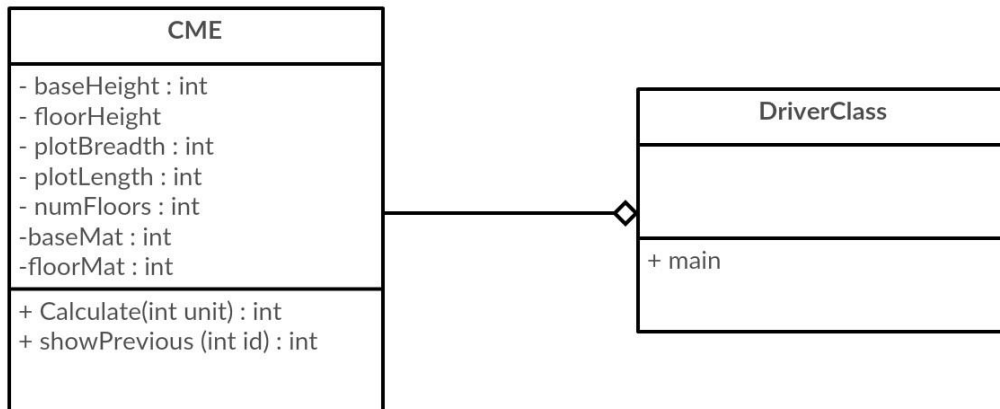 CME
- baseHeight : int
- floorHeight
- plotBreadth : int
- plotLength : int
- numFloors : int
-baseMat : int
-floorMat : int
+ Calculate(int unit) : int
+ showPrevious (int id) : int
DriverClass
+ main